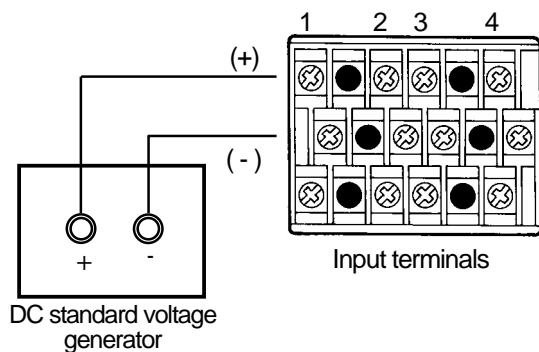 1 2 3 4
(+)
(-)
+ -
Input terminals
DC standard voltage
generator